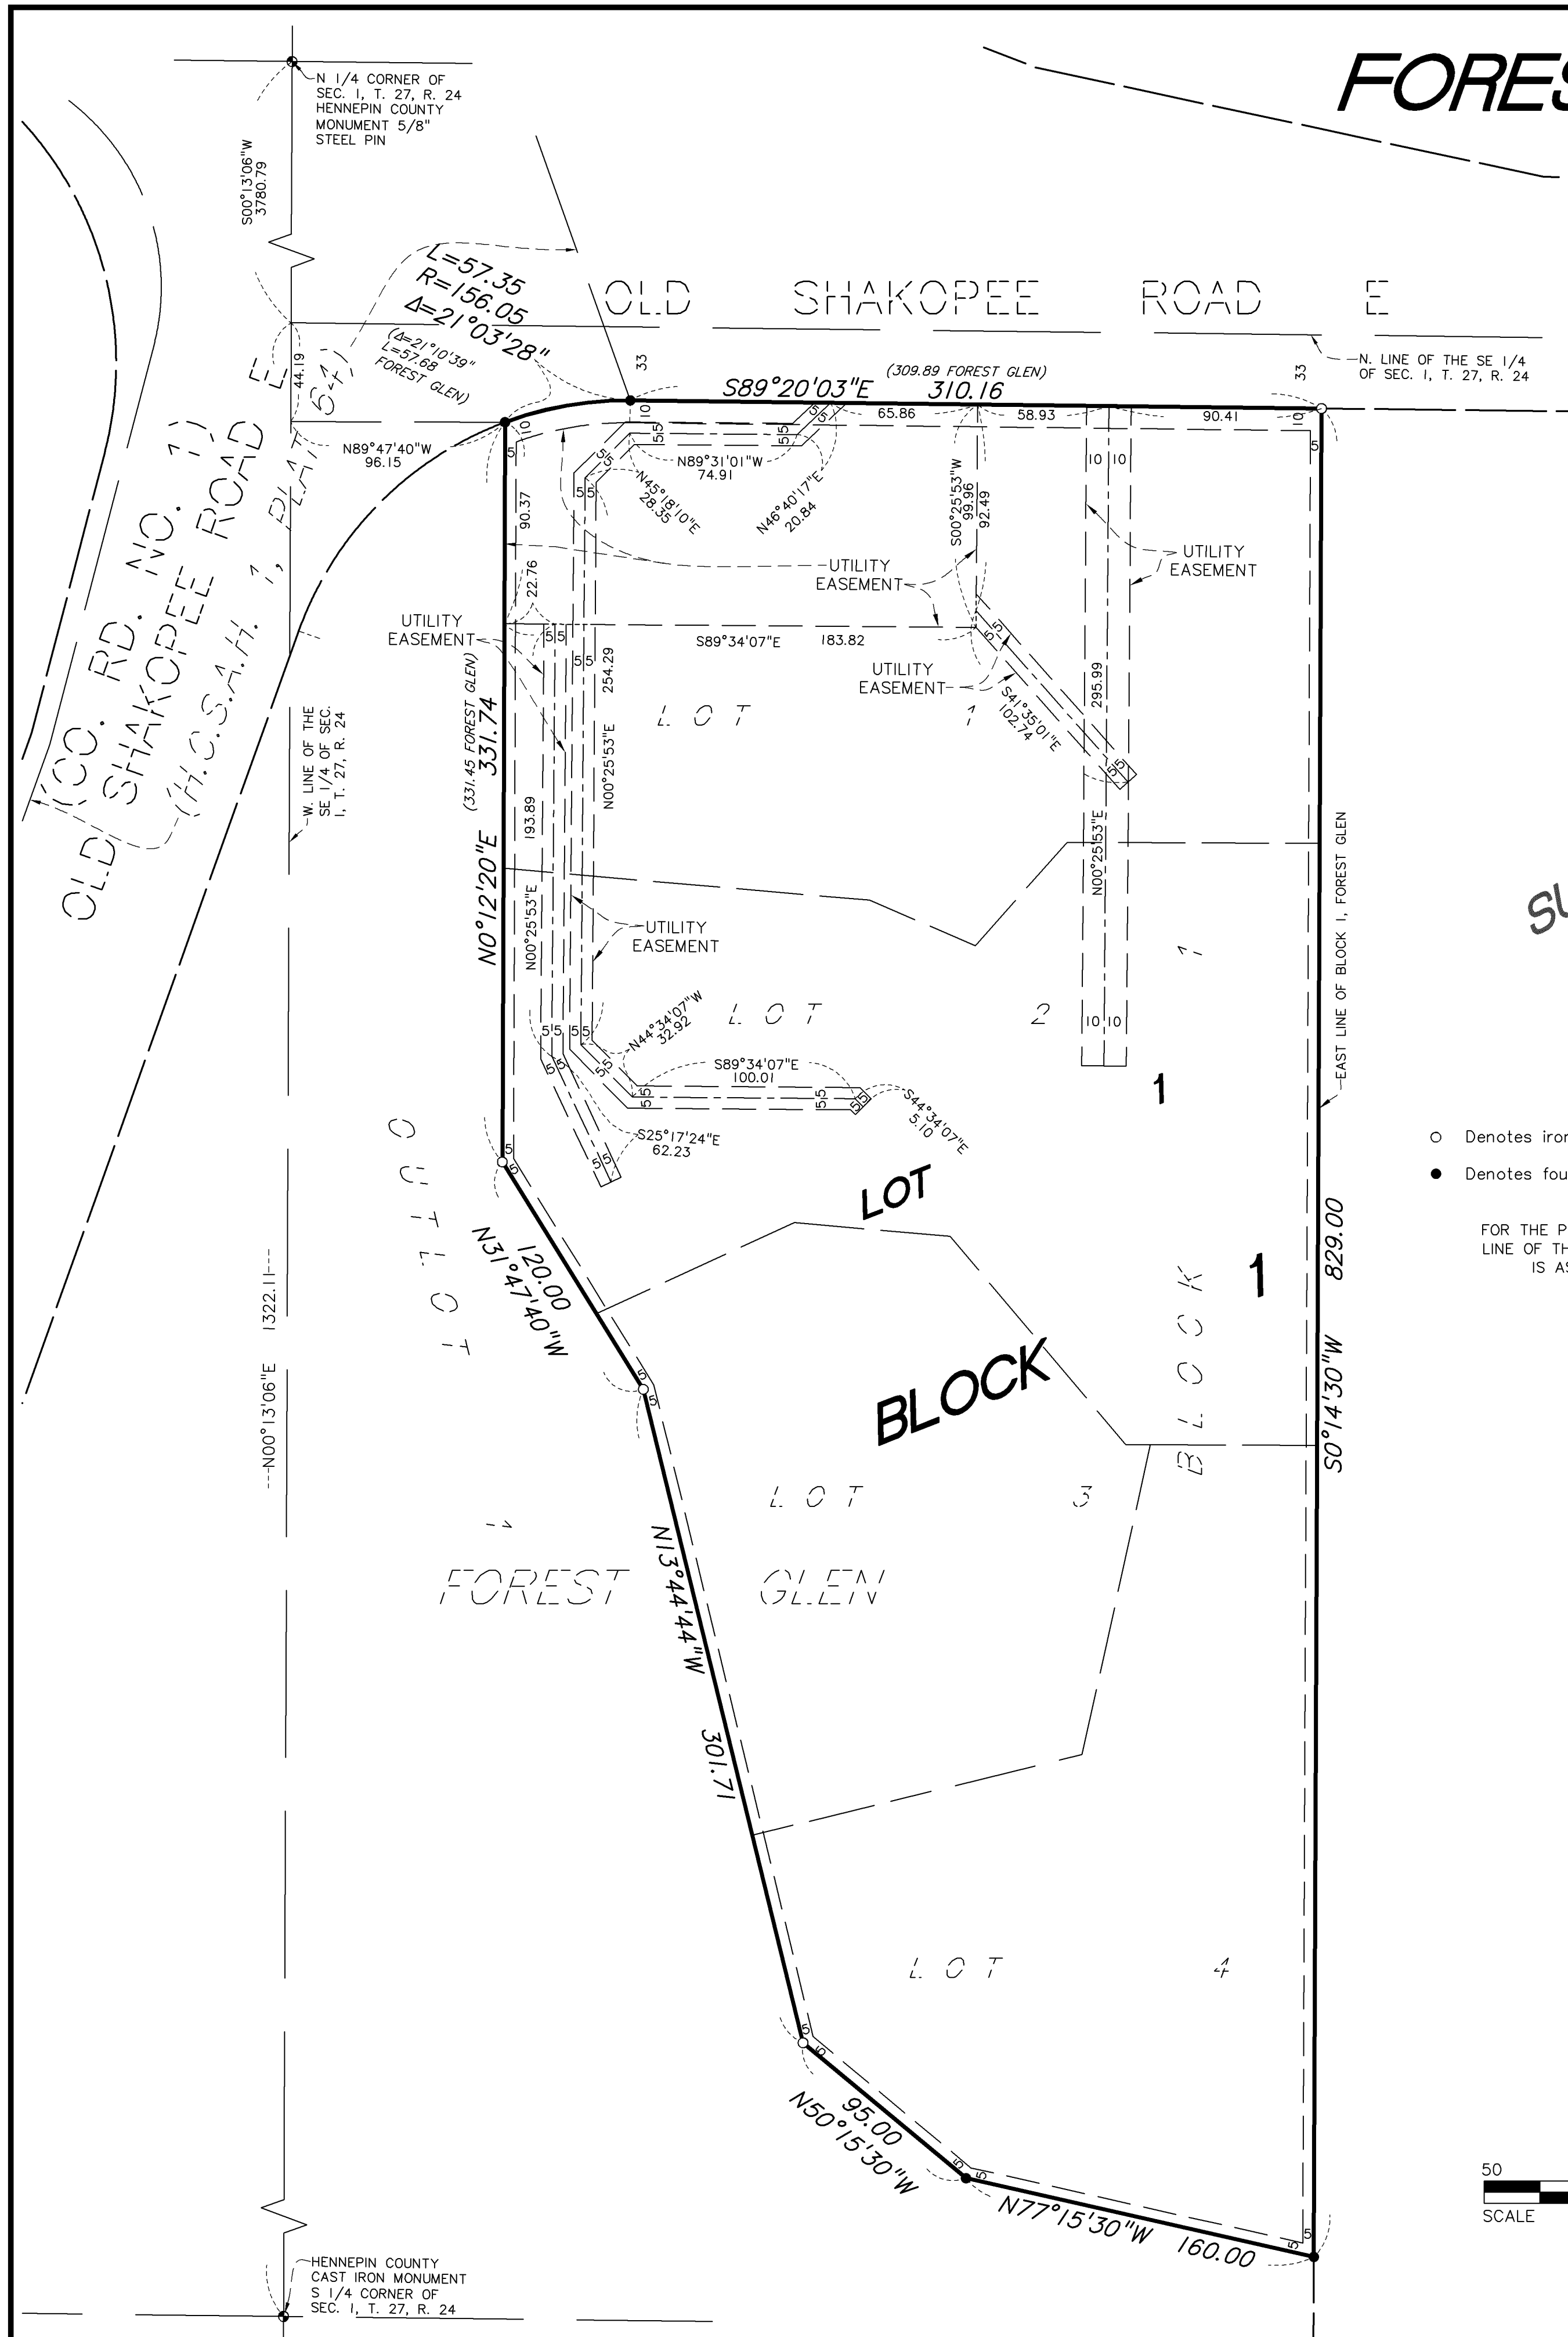 FORES
N 1/4 CORNER OF
SEC. 1, T. 27, R. 24
HENNEPIN COUNTY
MONUMENT 5/8"
STEEL PIN
S00°13'06"W
3780.79
L=57.35
R=156.05
Δ=21°03'28"
(Δ=21°10'39"
L=57.68
FOREST GLEN)
OLD SHAKOPEE ROAD E
N. LINE OF THE SE 1/4
OF SEC. 1, T. 27, R. 24
33
33
(309.89 FOREST GLEN)
S89°20'03"E 310.16
65.86
58.93
90.41
44.19
N89°47'40"W
96.15
10
10
10
5
5
OLD SHAKOPEE ROAD E
(CO. RD. NO. 1)
(H.C.S.A.H. 1, PLAT 64)
N89°31'01"W
74.91
N45°18'10"E
28.35
N46°40'17"E
20.84
S00°25'53"W
99.96
92.49
10 10
90.37
22.76
UTILITY
EASEMENT
UTILITY
EASEMENT
UTILITY
EASEMENT
S89°34'07"E 183.82
UTILITY
EASEMENT
254.29
N00°25'53"E
295.99
N00°25'53"E
S41°35'01"E
102.74
(331.45 FOREST GLEN)
331.74
N0°12'20"E
193.89
N00°25'53"E
W. LINE OF THE
SE 1/4 OF SEC.
1, T. 27, R. 24
LOT 1
UTILITY
EASEMENT
EAST LINE OF BLOCK 1, FOREST GLEN
SU
LOT 2
10 10
N44°34'07"W
32.92
S89°34'07"E
100.01
S44°34'07"E
5.10
S25°17'24"E
62.23
1
LOT 1
BLOCK 1
BLOCK 1
OUTLOT 1
Denotes iron
Denotes fou
FOR THE P
LINE OF TH
IS AS
829.00
S0°14'30"W
---N00°13'06"E 1322.11---
120.00
N31°47'40"W
LOT 3
FOREST GLEN
N13°44'44"W 301.71
LOT 4
95.00
N50°15'30"W
N77°15'30"W 160.00
50
SCALE
HENNEPIN COUNTY
CAST IRON MONUMENT
S 1/4 CORNER OF
SEC. 1, T. 27, R. 24